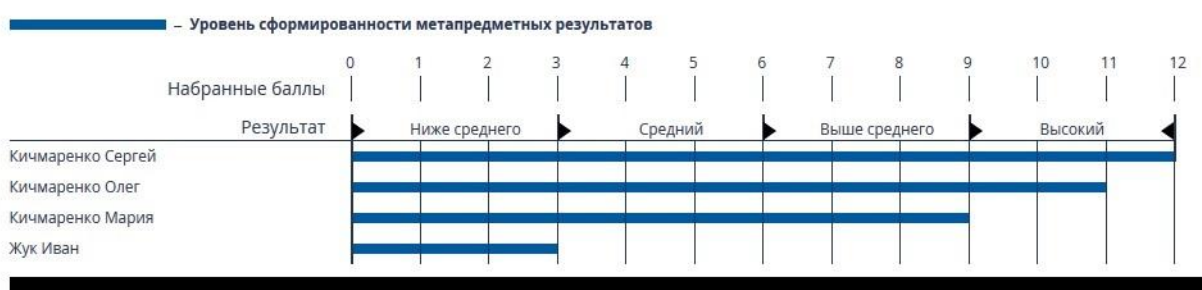 – Уровень сформированности метапредметных результатов
0 1 2 3 4 5 6 7 8 9 10 11 12
Набранные баллы
Результат Ниже среднего Средний Выше среднего Высокий
Кичмаренко Сергей
Кичмаренко Олег
Кичмаренко Мария
Жук Иван